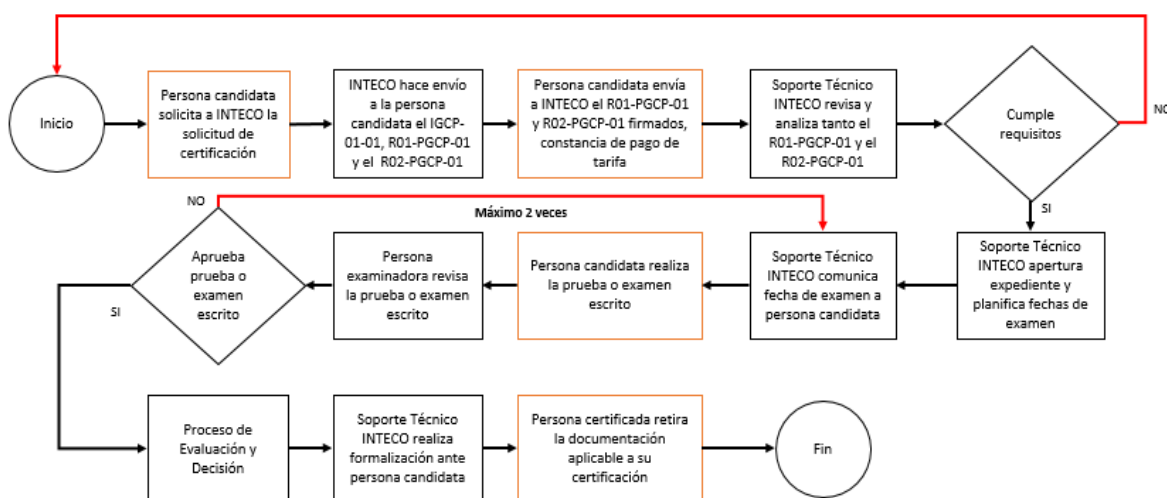 Inicio
Persona candidata
solicita a INTECO la
solicitud de
certificación
INTECO hace envío
a la persona
candidata el IGCP-
01-01, R01-PGCP-01
y el R02-PGCP-01
Persona candidata envía
a INTECO el R01-PGCP-01
y R02-PGCP-01 firmados,
constancia de pago de
tarifa
Soporte Técnico
INTECO revisa y
analiza tanto el
R01-PGCP-01 y el
R02-PGCP-01
Cumple
requisitos
NO
SI
Soporte Técnico
INTECO apertura
expediente y
planifica fechas de
examen
Soporte Técnico
INTECO comunica
fecha de examen a
persona candidata
Persona candidata realiza
la prueba o examen
escrito
Persona
examinadora revisa
la prueba o examen
escrito
Aprueba
prueba o
examen
escrito
NO
Máximo 2 veces
SI
Proceso de
Evaluación y
Decisión
Soporte Técnico
INTECO realiza
formalización ante
persona candidata
Persona certificada retira
la documentación
aplicable a su
certificación
Fin